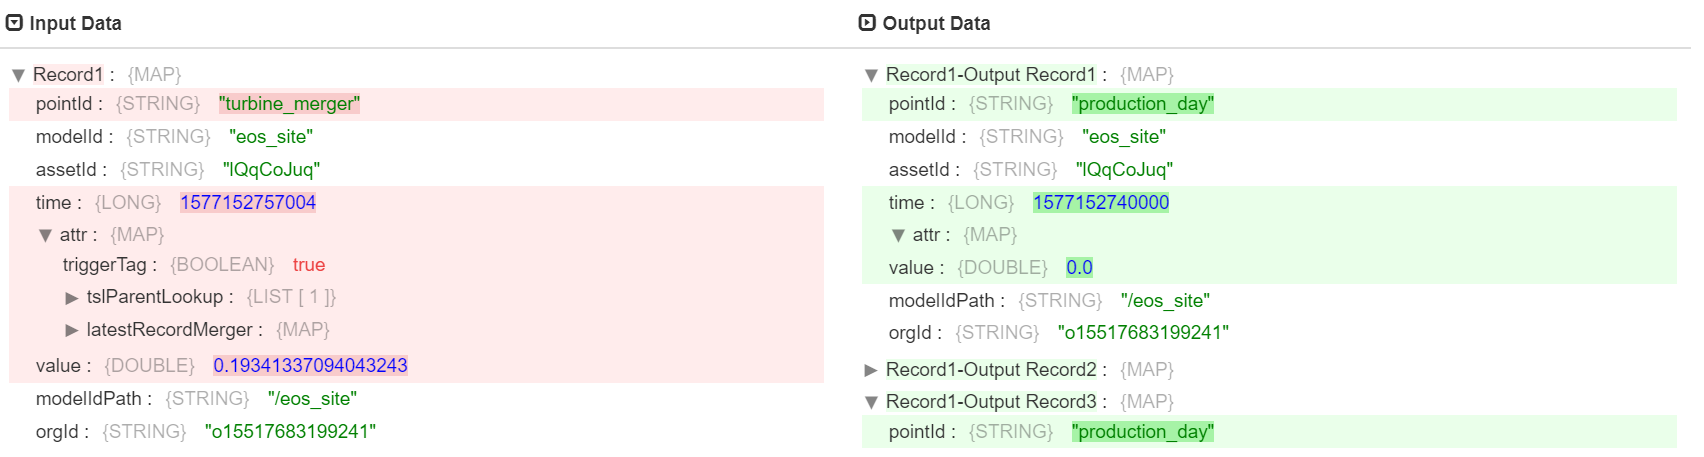 Input Data
Record1 : {MAP}
pointId : {STRING} "turbine_merger"
modelId : {STRING} "eos_site"
assetId : {STRING} "lQqCoJuq"
time : {LONG} 1577152757004
attr : {MAP}
triggerTag : {BOOLEAN} true
tslParentLookup : {LIST [ 1 ]}
latestRecordMerger : {MAP}
value : {DOUBLE} 0.19341337094043243
modelIdPath : {STRING} "/eos_site"
orgId : {STRING} "o15517683199241"
Output Data
Record1-Output Record1 : {MAP}
pointId : {STRING} "production_day"
modelId : {STRING} "eos_site"
assetId : {STRING} "lQqCoJuq"
time : {LONG} 1577152740000
attr : {MAP}
value : {DOUBLE} 0.0
modelIdPath : {STRING} "/eos_site"
orgId : {STRING} "o15517683199241"
Record1-Output Record2 : {MAP}
Record1-Output Record3 : {MAP}
pointId : {STRING} "production_day"